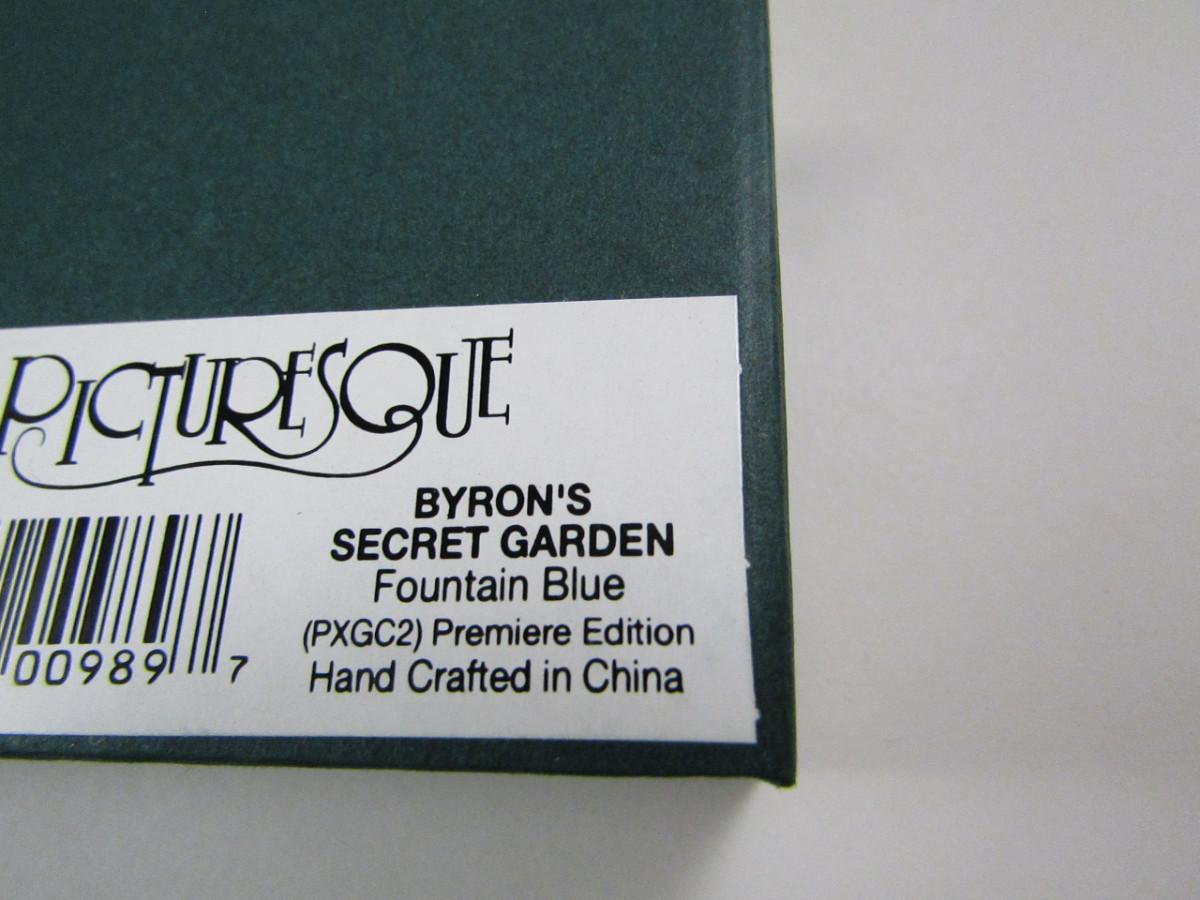 PICTURESQUE
BYRON'S
SECRET GARDEN
Fountain Blue
(PXGC2) Premiere Edition
Hand Crafted in China
00989 7